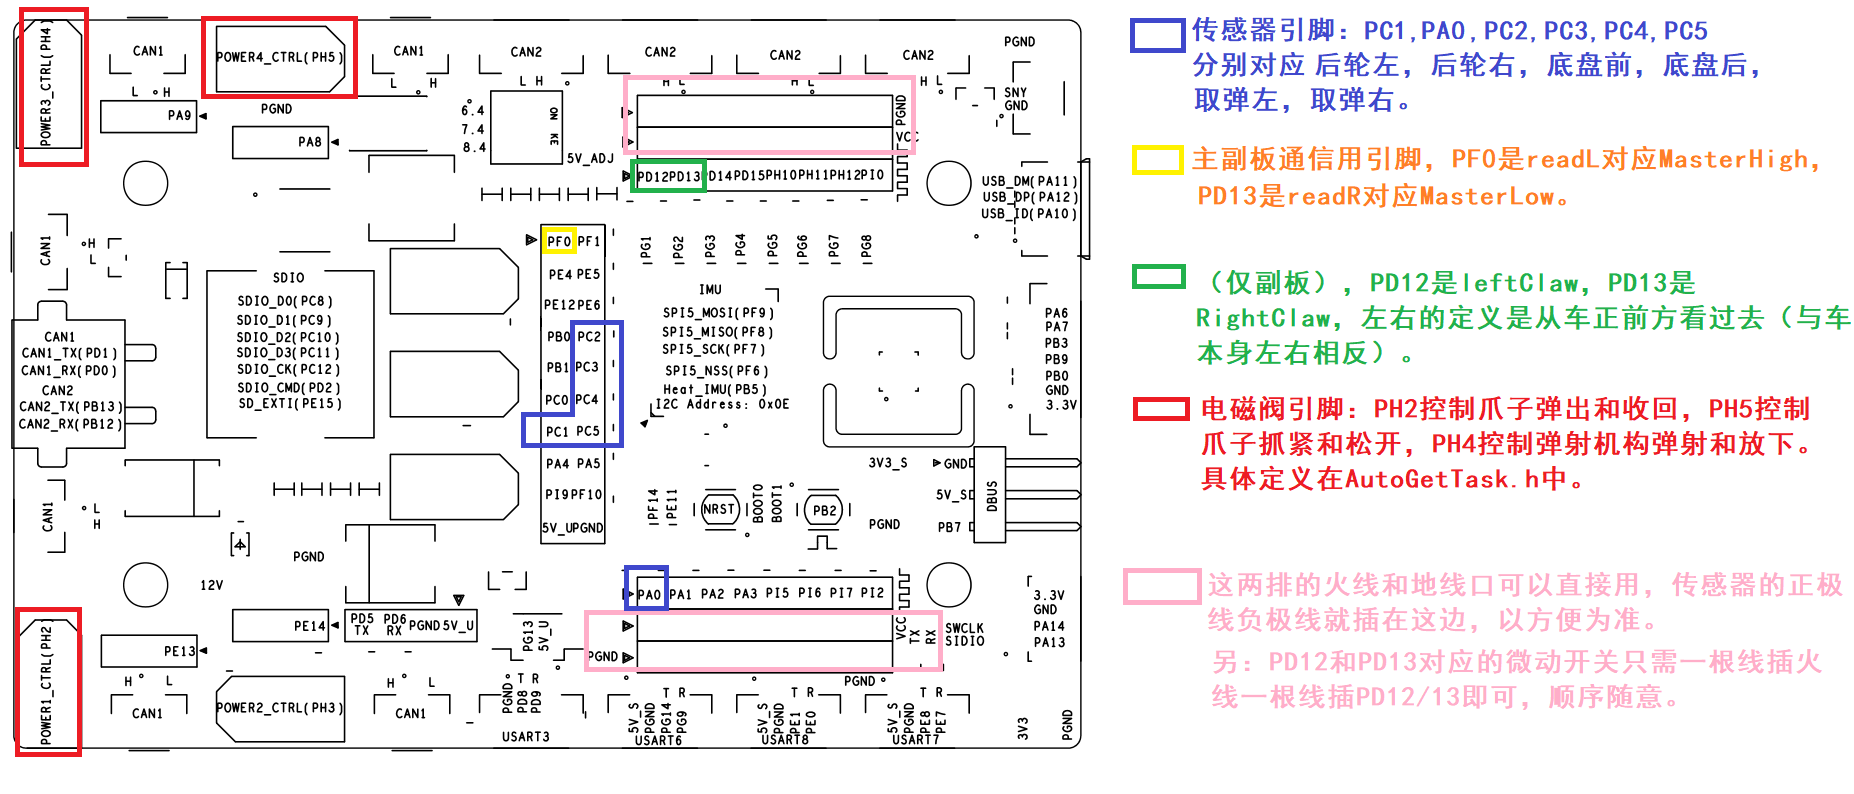 传感器引脚：PC1,PA0,PC2,PC3,PC4,PC5
分别对应 后轮左，后轮右，底盘前，底盘后，
取弹左，取弹右。
主副板通信用引脚，PF0是readL对应MasterHigh，
PD13是readR对应MasterLow。
（仅副板），PD12是leftClaw，PD13是
RightClaw，左右的定义是从车正前方看过去（与车
本身左右相反）。
电磁阀引脚：PH2控制爪子弹出和收回，PH5控制
爪子抓紧和松开，PH4控制弹射机构弹射和放下。
具体定义在AutoGetTask.h中。
这两排的火线和地线口可以直接用，传感器的正极
线负极线就插在这边，以方便为准。
另：PD12和PD13对应的微动开关只需一根线插火
线一根线插PD12/13即可，顺序随意。
POWER3_CTRL(PH4)
CAN1
L H
POWER4_CTRL(PH5)
CAN1
L H
CAN2
L H
CAN2
H L
CAN2
H L
CAN2
H L
PGND
PA9
PGND
PA8
6.4
7.4
8.4
ON
KE
5V_ADJ
PGND
VCC
SNY
GND
PD12 PD13 PD14 PD15 PH10 PH11 PH12 PI0
USB_DM(PA11)
USB_DP(PA12)
USB_ID(PA10)
CAN1
H
L
PF0 PF1
PE4 PE5
PE12 PE6
PB0 PC2
PB1 PC3
PC0 PC4
PC1 PC5
PA4 PA5
PI9 PF10
5V_U PGND
PG1
PG2
PG3
PG4
PG5
PG6
PG7
PG8
SDIO
SDIO_D0(PC8)
SDIO_D1(PC9)
SDIO_D2(PC10)
SDIO_D3(PC11)
SDIO_CK(PC12)
SDIO_CMD(PD2)
SD_EXTI(PE15)
IMU
SPI5_MOSI(PF9)
SPI5_MISO(PF8)
SPI5_SCK(PF7)
SPI5_NSS(PF6)
Heat_IMU(PB5)
I2C Address: 0x0E
PA6
PA7
PB3
PB9
PB0
GND
3.3V
CAN1
CAN1_TX(PD1)
CAN1_RX(PD0)
CAN2
CAN2_TX(PB13)
CAN2_RX(PB12)
3V3_S
GND
5V_S
PB7
DBUS
CAN1
L
H
PF14
PE11
NRST
BOOT0
BOOT1
PB2
PGND
PGND
12V
PA0 PA1 PA2 PA3 PI5 PI6 PI7 PI2
VCC
TX
RX
PGND
SWCLK
SIDIO
3.3V
GND
PA14
PA13
PE14
PD5 PD6 PGND 5V_U
TX RX
PG13
5V_U
PE13
POWER1_CTRL(PH2)
H L
CAN1
POWER2_CTRL(PH3)
H L
CAN1
T R
PGND
PD8
PD9
USART3
T R
5V_S
PGND
PG14
PG9
USART6
T R
5V_S
PGND
PE1
PE0
USART8
PGND
T R
5V_S
PGND
PE8
PE7
USART7
3V3
PGND